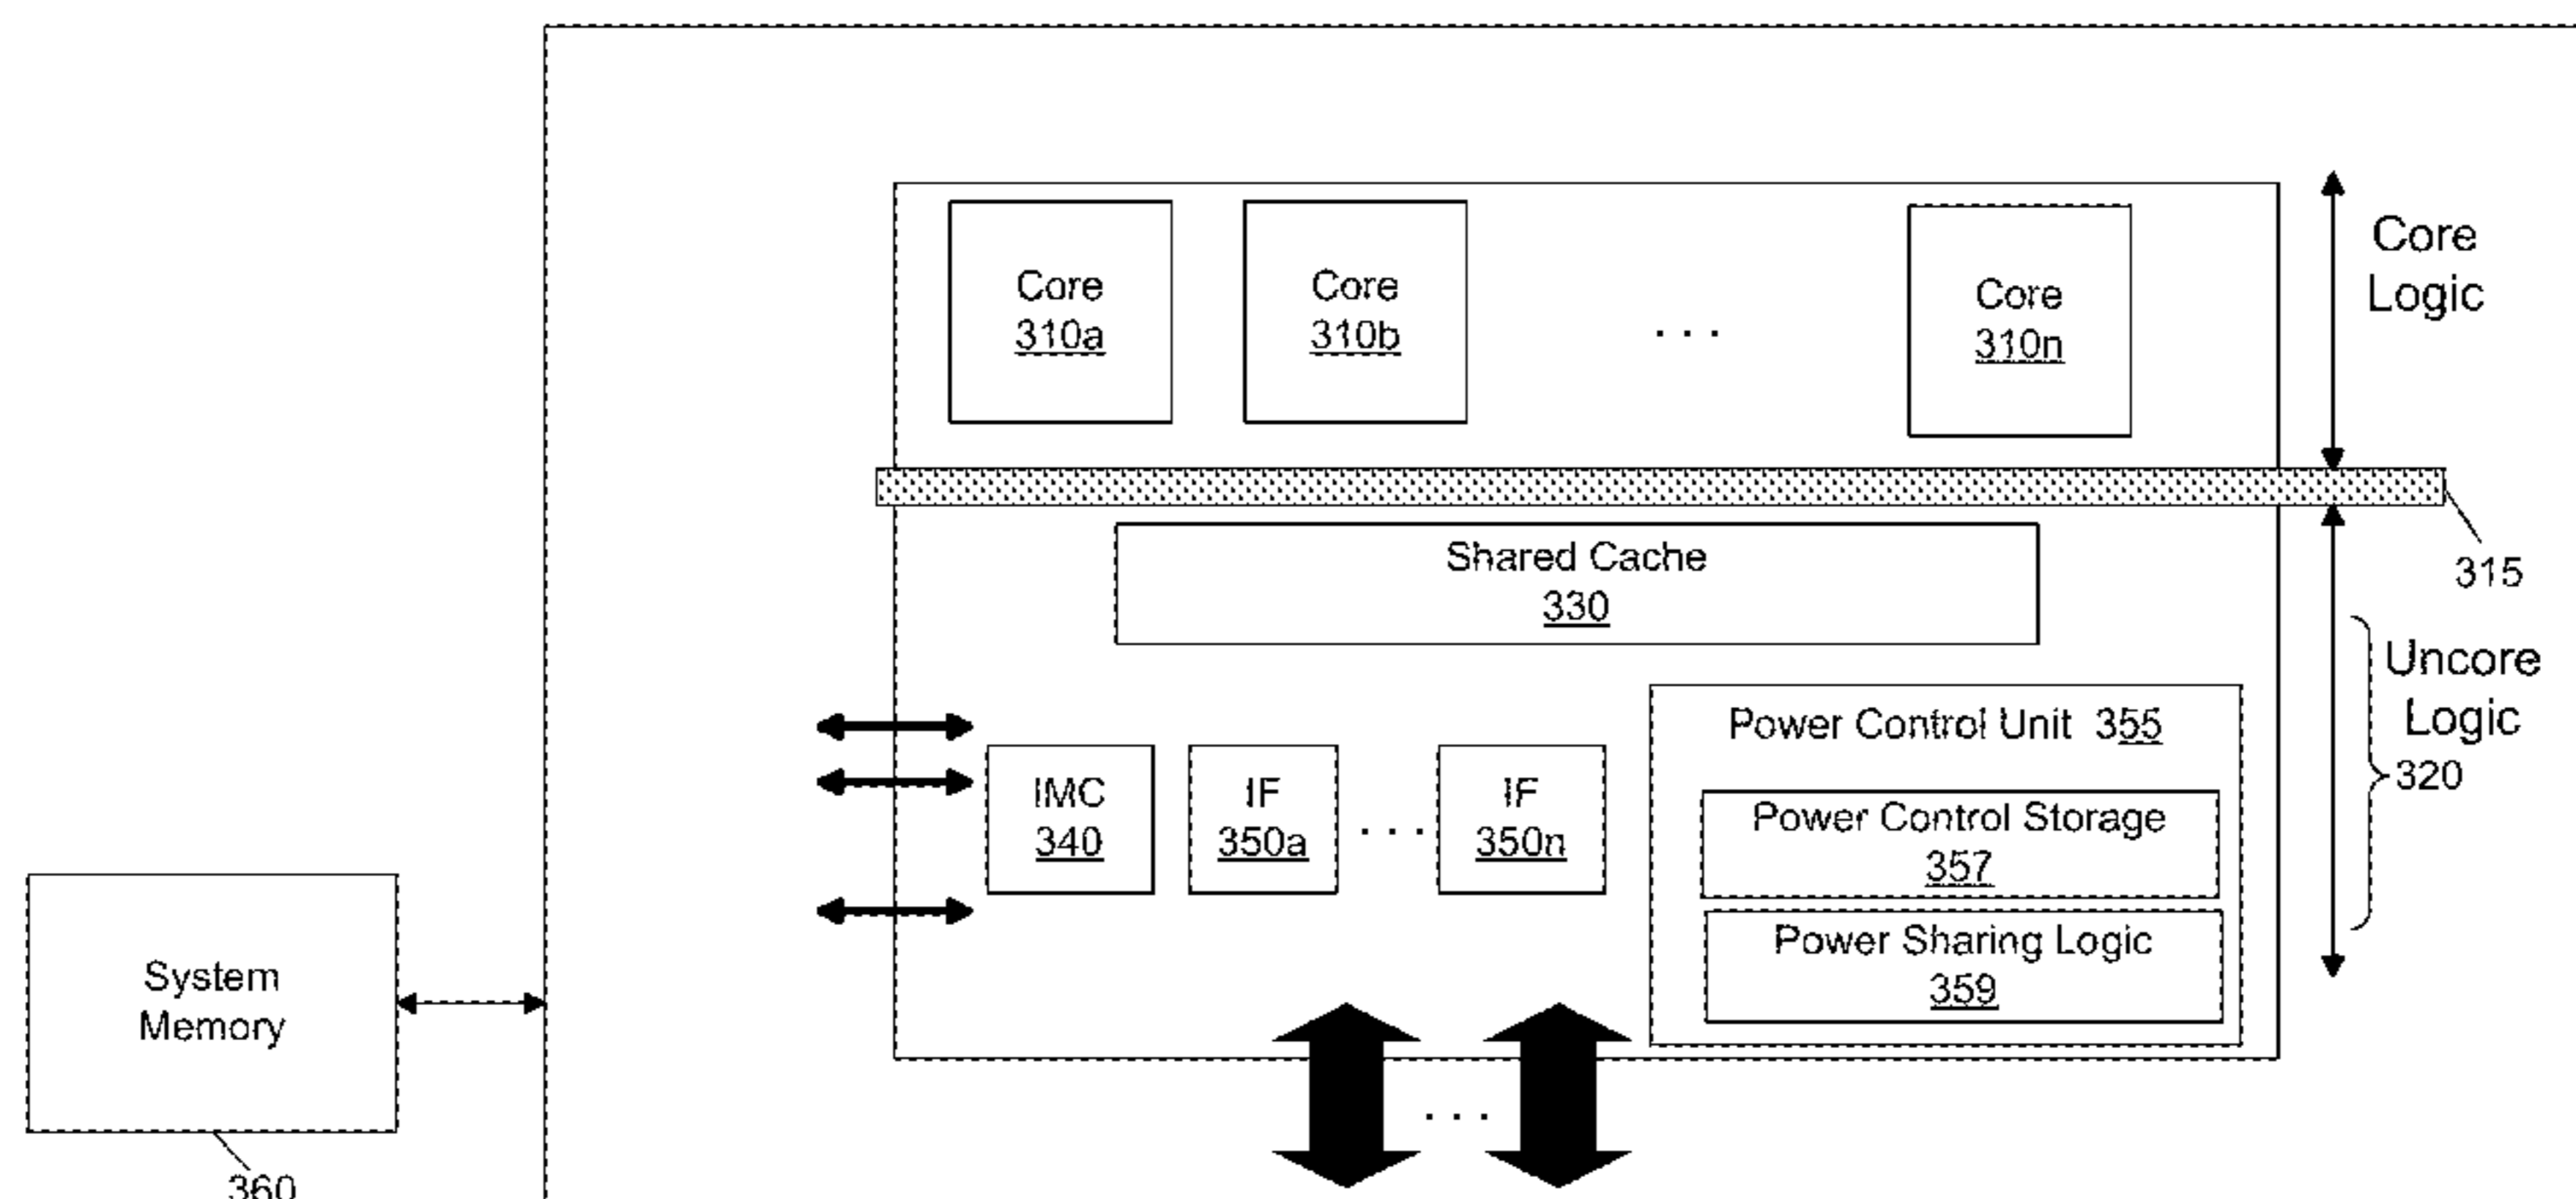 Core
310a
Core
310b
. . .
Core
310n
Core
Logic
315
Shared Cache
330
Uncore
Logic
320
Power Control Unit 355
IMC
340
IF
350a
. . .
IF
350n
Power Control Storage
357
Power Sharing Logic
359
System
Memory
360
. . .